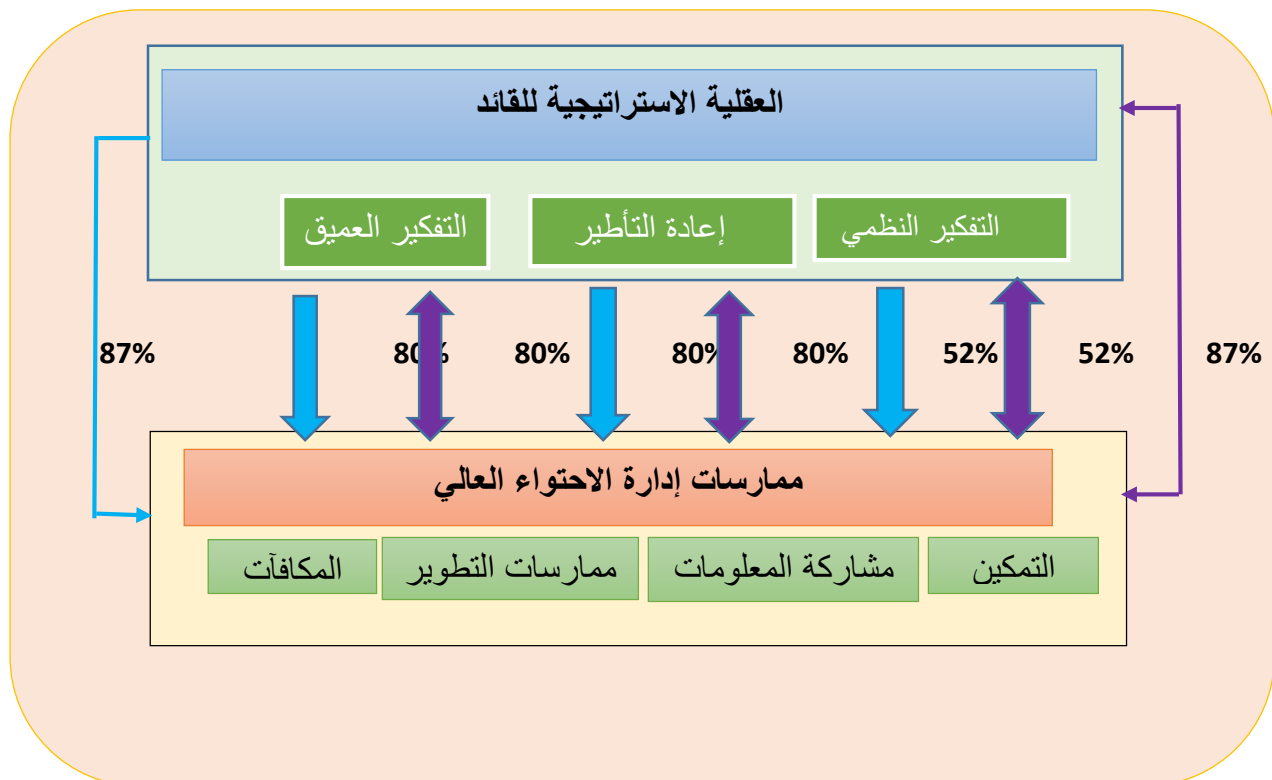 العقلية الاستراتيجية للقائد
التفكير النظمي
إعادة التأطير
التفكير العميق
87%
80%
80%
80%
80%
52%
52%
87%
ممارسات إدارة الاحتواء العالي
التمكين
مشاركة المعلومات
ممارسات التطوير
المكافآت